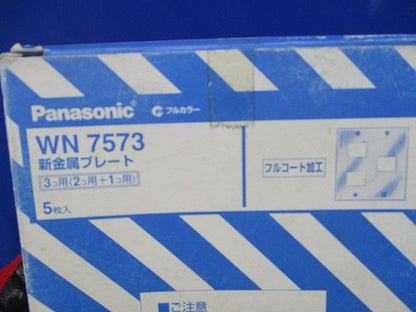 Panasonic フルカラー
WN 7573
新金属プレート
3コ用(2コ用+1コ用)
フルコート加工
5枚入
ご注意